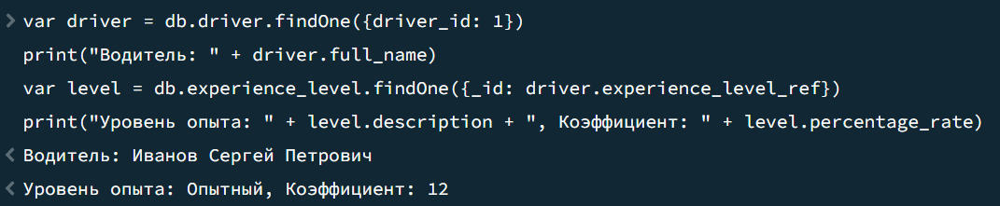 var driver = db.driver.findOne({driver_id: 1})
print("Водитель: " + driver.full_name)
var level = db.experience_level.findOne({_id: driver.experience_level_ref})
print("Уровень опыта: " + level.description + ", Коэффициент: " + level.percentage_rate)
Водитель: Иванов Сергей Петрович
Уровень опыта: Опытный, Коэффициент: 12